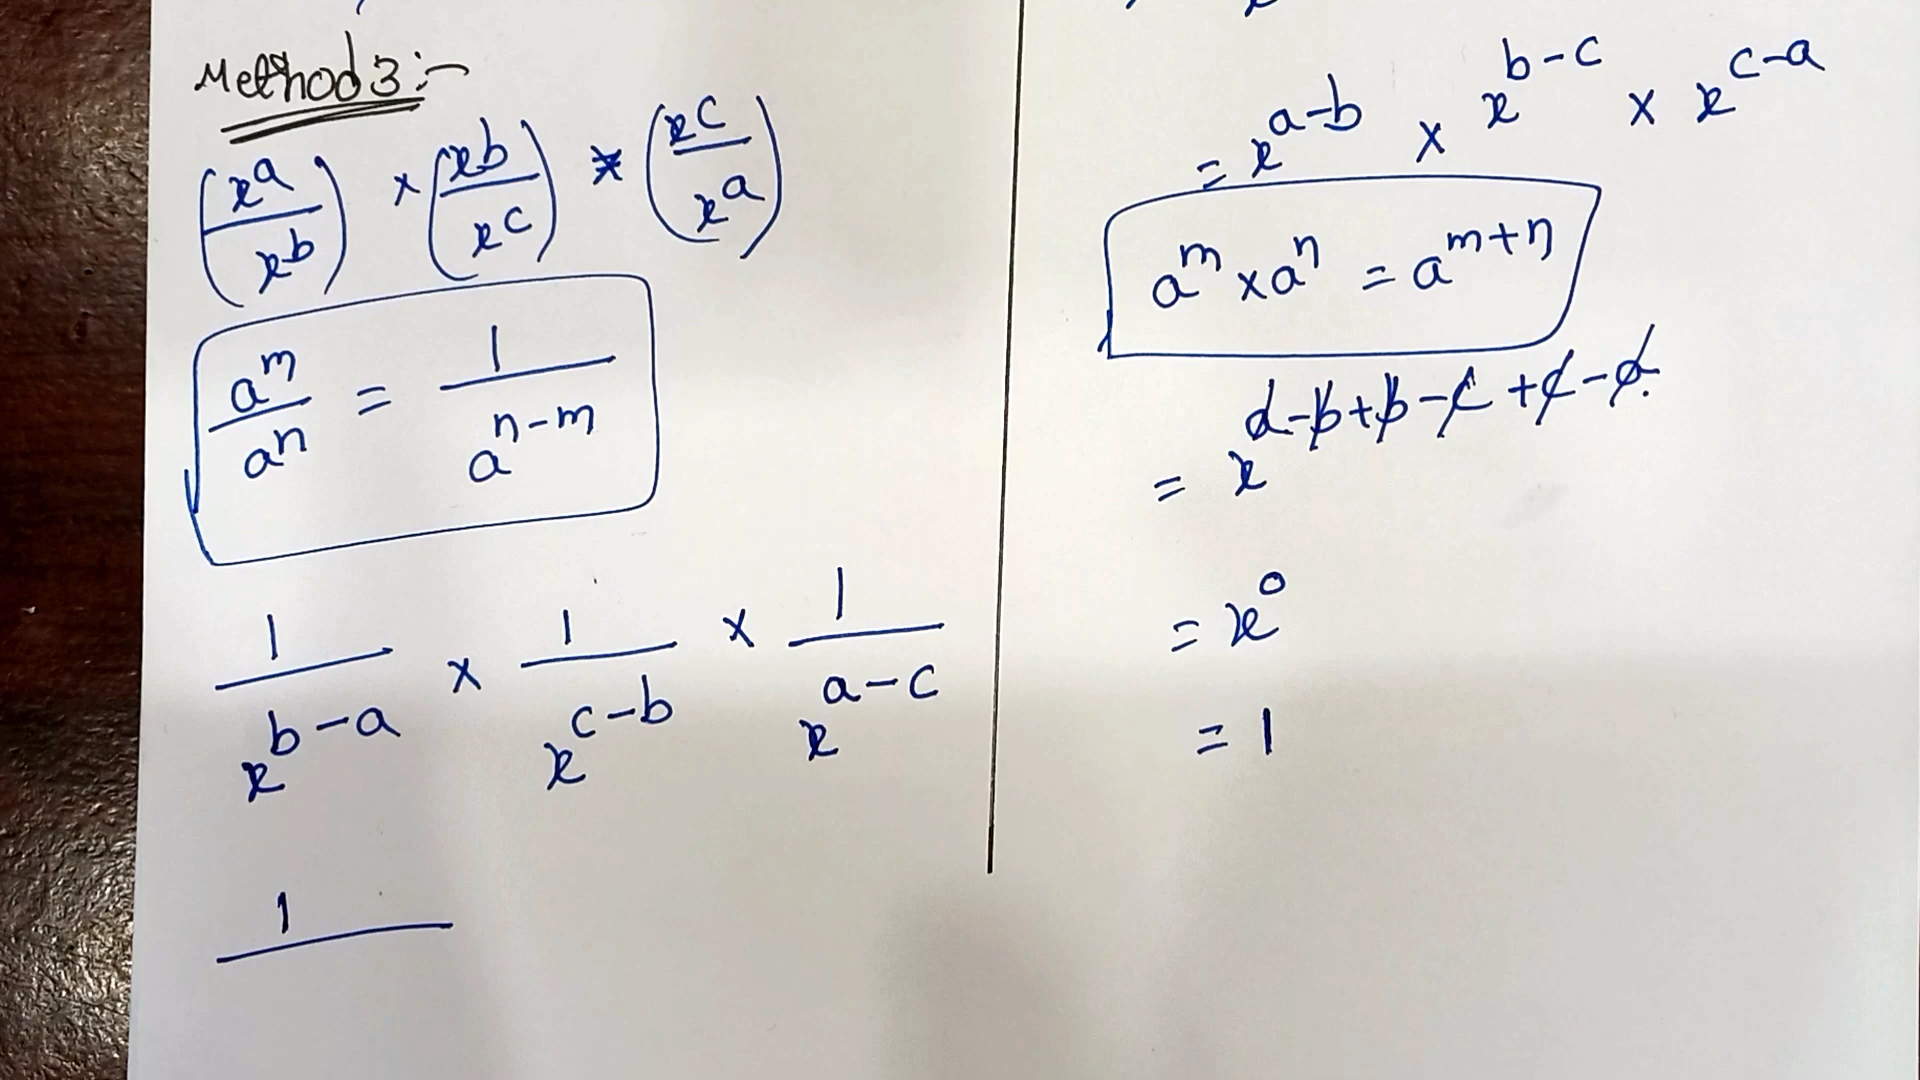 Method 3:-
(x^a/x^b) × (x^b/x^c) × (x^c/x^a)
a^m/a^n = 1/a^(n-m)
1/x^(b-a) × 1/x^(c-b) × 1/x^(a-c)
1
= x^(a-b) × x^(b-c) × x^(c-a)
a^m × a^n = a^(m+n)
= x^(a-b+b-c+c-a)
= x^0
= 1